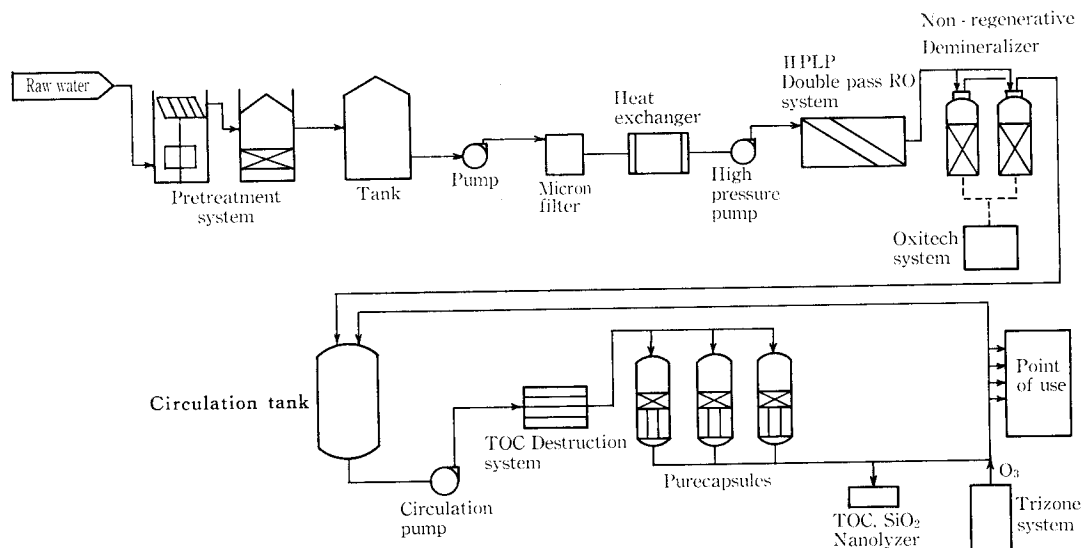 Non - regenerative
Demineralizer
Raw water
HPLP
Double pass RO
system
Heat
exchanger
Pretreatment
system
Tank
Pump
Micron
filter
High
pressure
pump
Oxitech
system
Circulation tank
Point
of use
TOC Destruction
system
Purecapsules
Circulation
pump
O₃
TOC. SiO₂
Nanolyzer
Trizone
system